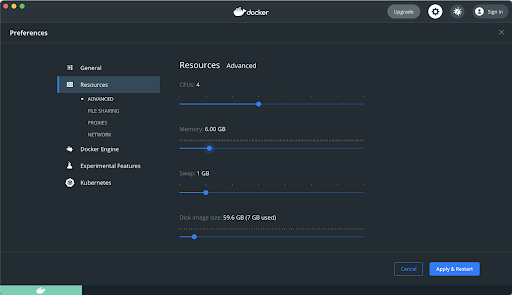 docker
Upgrade
Sign in
Preferences
General
Resources
ADVANCED
FILE SHARING
PROXIES
NETWORK
Docker Engine
Experimental Features
Kubernetes
Resources Advanced
CPUs: 4
Memory: 6.00 GB
Swap: 1 GB
Disk image size: 59.6 GB (7 GB used)
Cancel
Apply & Restart